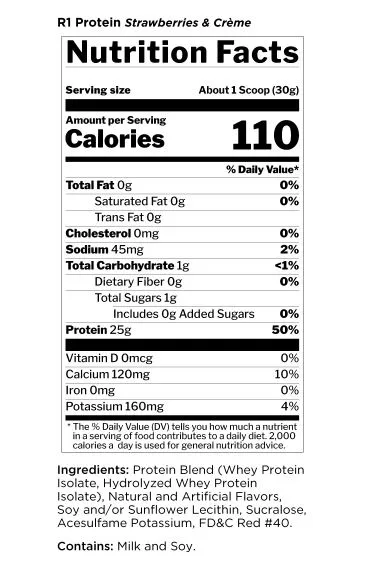 R1 Protein Strawberries & Crème
Nutrition Facts
Serving size About 1 Scoop (30g)
Amount per Serving
Calories 110
% Daily Value*
Total Fat 0g 0%
Saturated Fat 0g 0%
Trans Fat 0g
Cholesterol 0mg 0%
Sodium 45mg 2%
Total Carbohydrate 1g <1%
Dietary Fiber 0g 0%
Total Sugars 1g
Includes 0g Added Sugars 0%
Protein 25g 50%
Vitamin D 0mcg 0%
Calcium 120mg 10%
Iron 0mg 0%
Potassium 160mg 4%
* The % Daily Value (DV) tells you how much a nutrient
in a serving of food contributes to a daily diet. 2,000
calories a day is used for general nutrition advice.
Ingredients: Protein Blend (Whey Protein
Isolate, Hydrolyzed Whey Protein
Isolate), Natural and Artificial Flavors,
Soy and/or Sunflower Lecithin, Sucralose,
Acesulfame Potassium, FD&C Red #40.
Contains: Milk and Soy.